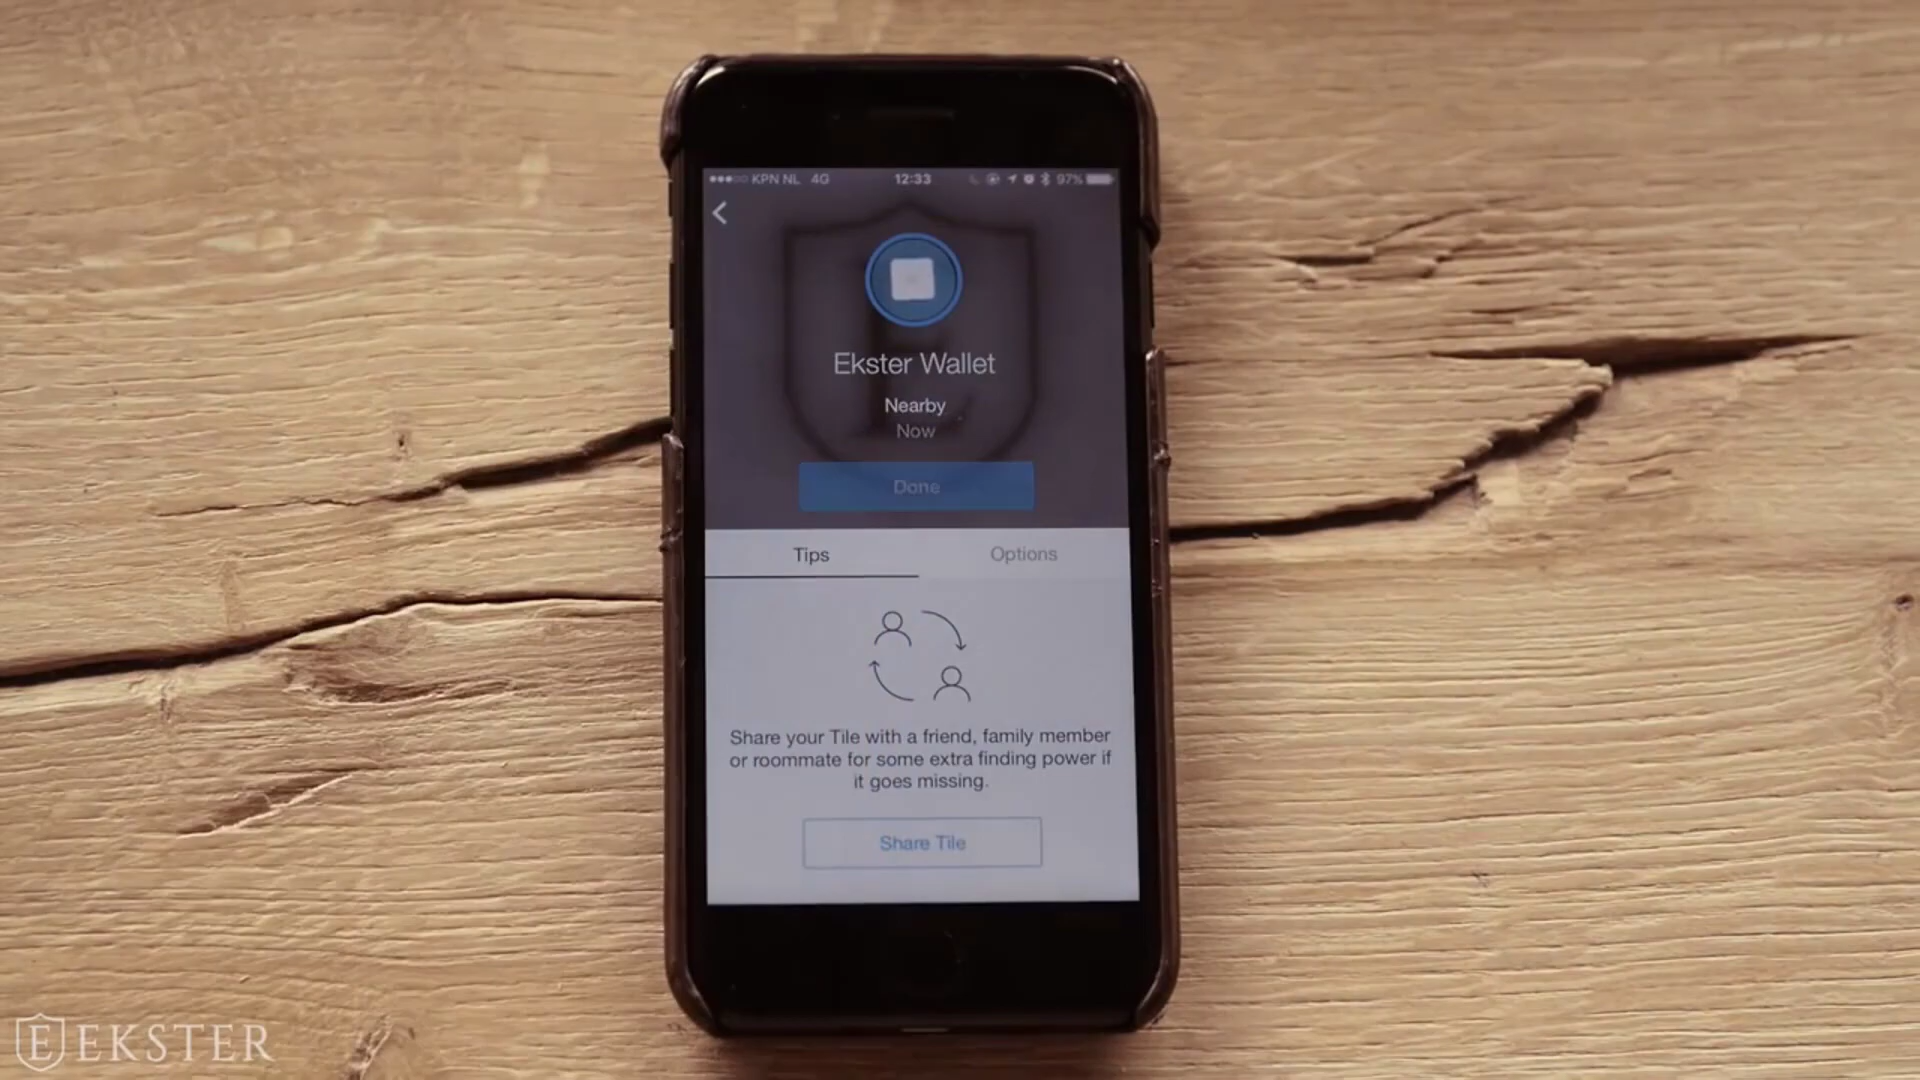 KPN NL 4G 12:33 97%
Ekster Wallet
Nearby
Now
Done
Tips Options
Share your Tile with a friend, family member
or roommate for some extra finding power if
it goes missing.
Share Tile
E EKSTER